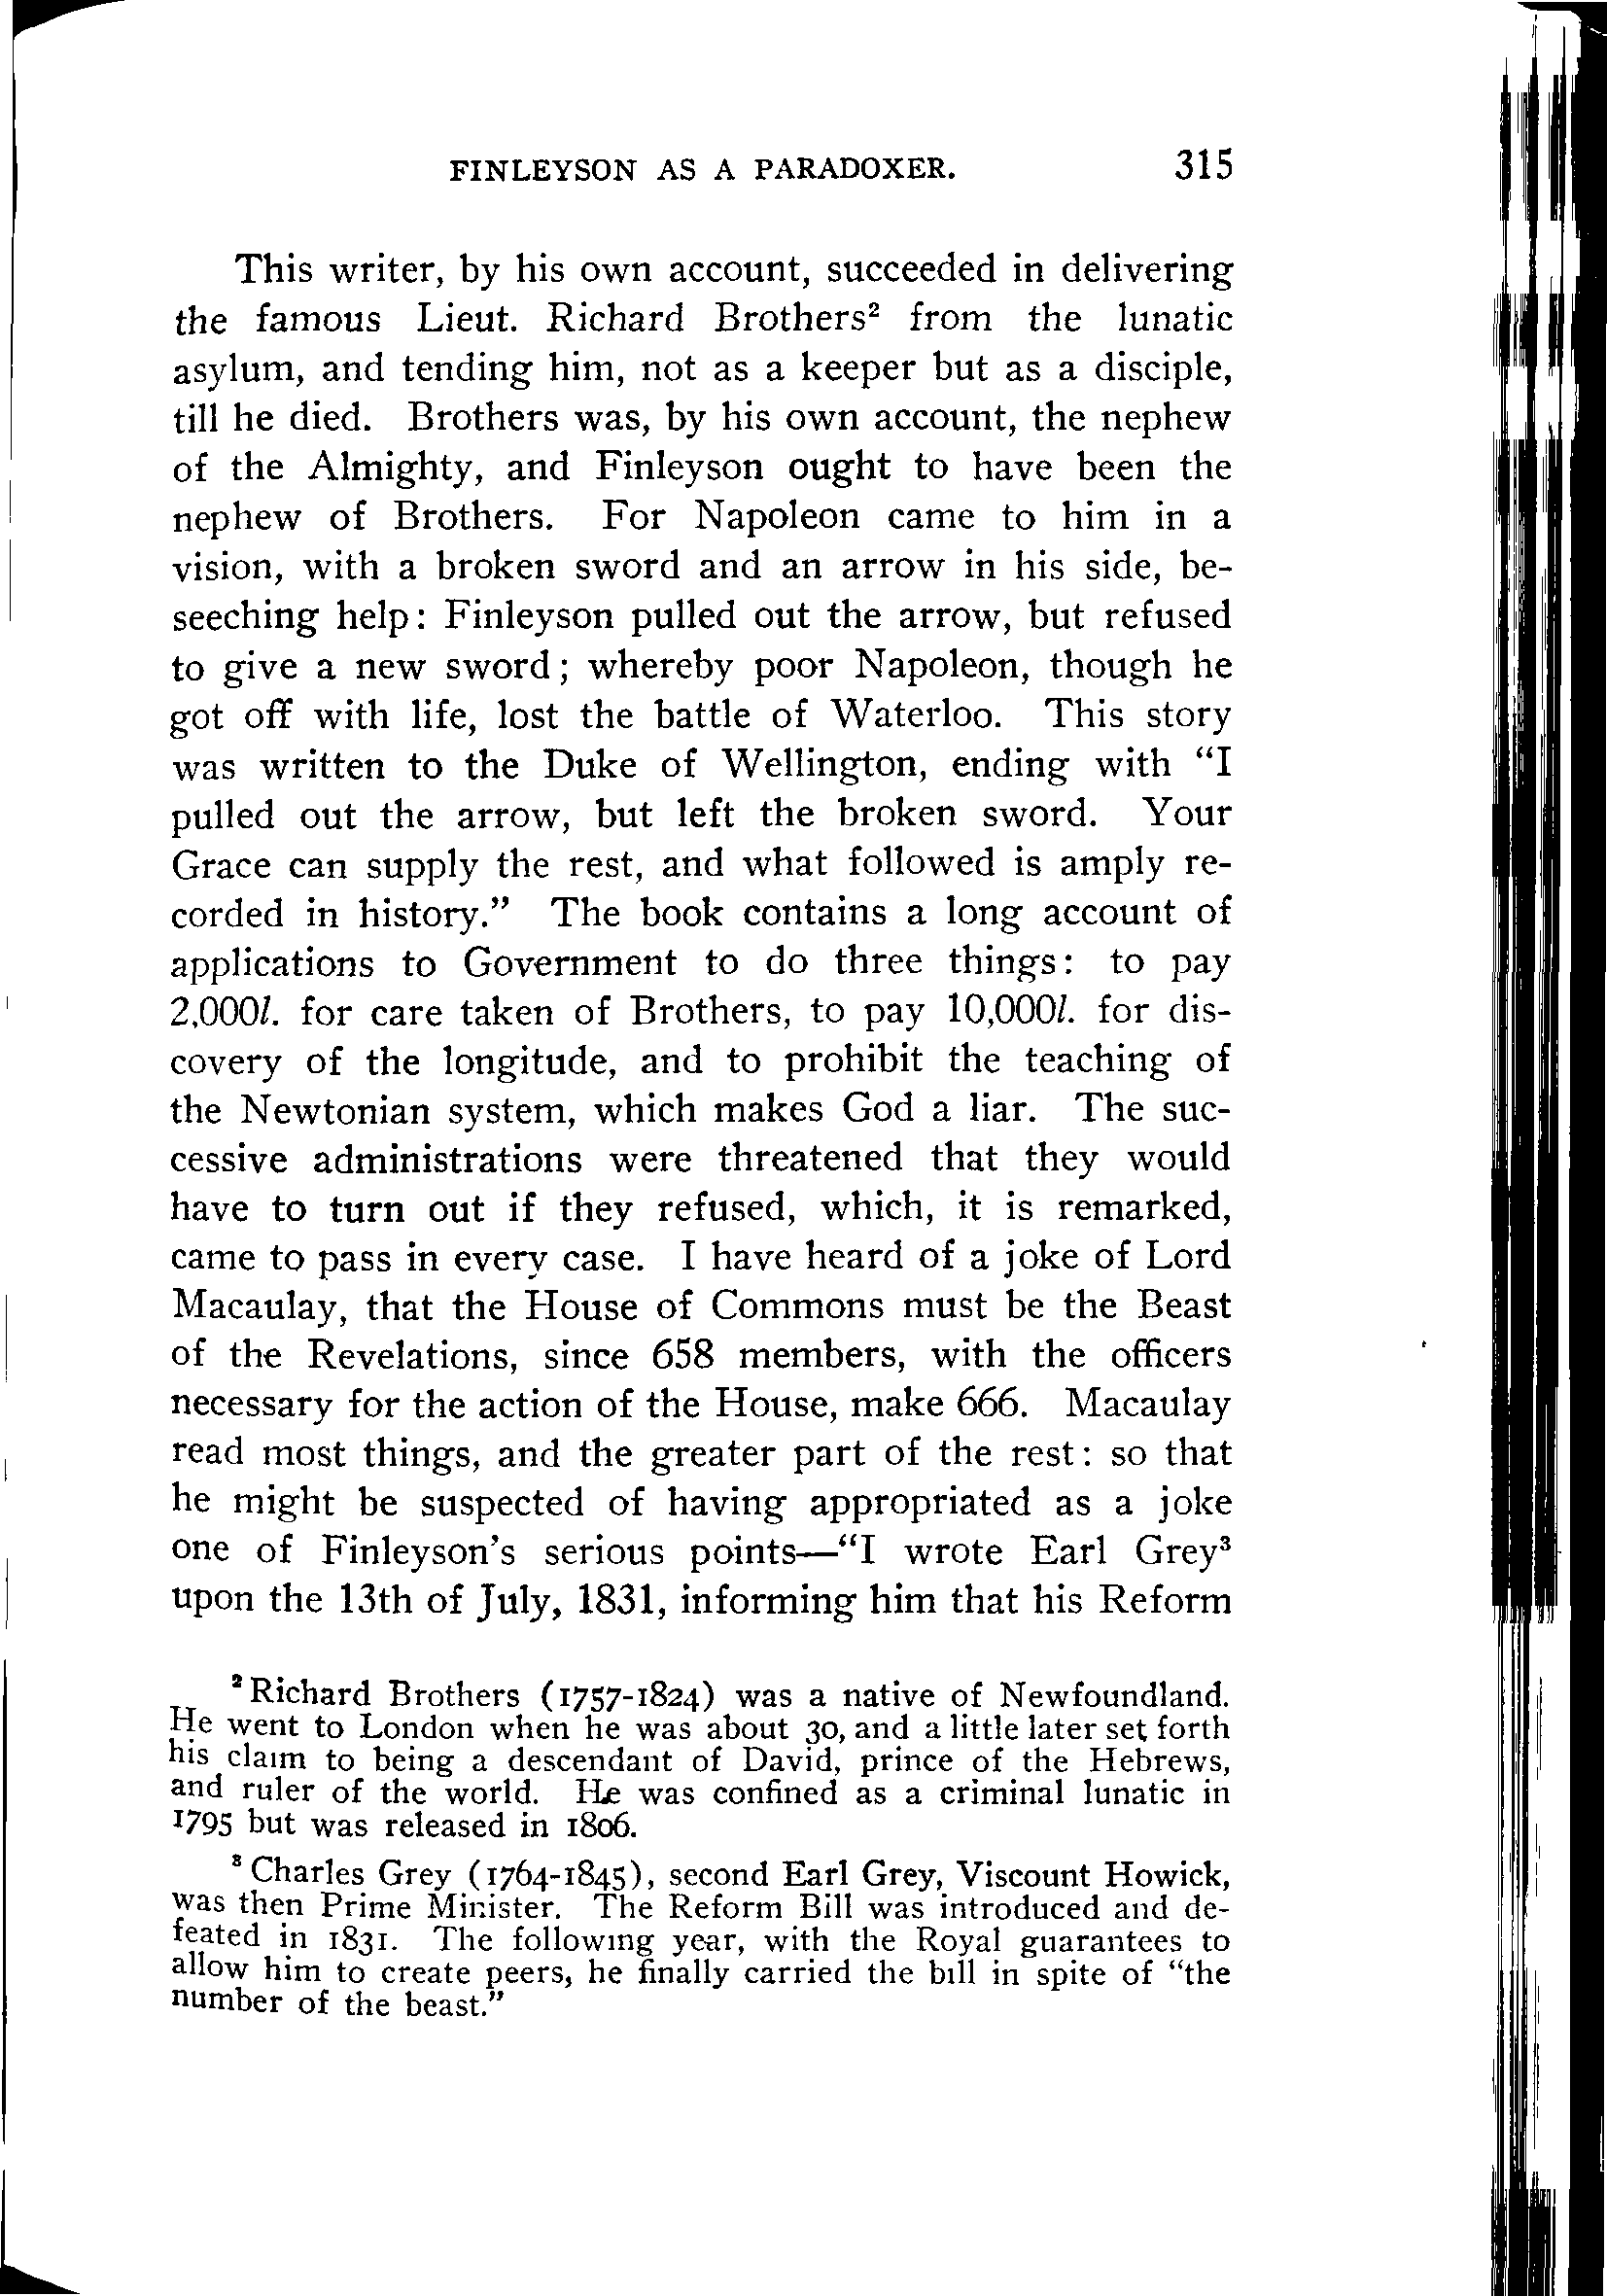 FINLEYSON AS A PARADOXER. 315
This writer, by his own account, succeeded in delivering
the famous Lieut. Richard Brothers² from the lunatic
asylum, and tending him, not as a keeper but as a disciple,
till he died. Brothers was, by his own account, the nephew
of the Almighty, and Finleyson ought to have been the
nephew of Brothers. For Napoleon came to him in a
vision, with a broken sword and an arrow in his side, be-
seeching help: Finleyson pulled out the arrow, but refused
to give a new sword; whereby poor Napoleon, though he
got off with life, lost the battle of Waterloo. This story
was written to the Duke of Wellington, ending with “I
pulled out the arrow, but left the broken sword. Your
Grace can supply the rest, and what followed is amply re-
corded in history.” The book contains a long account of
applications to Government to do three things: to pay
2,000l. for care taken of Brothers, to pay 10,000l. for dis-
covery of the longitude, and to prohibit the teaching of
the Newtonian system, which makes God a liar. The suc-
cessive administrations were threatened that they would
have to turn out if they refused, which, it is remarked,
came to pass in every case. I have heard of a joke of Lord
Macaulay, that the House of Commons must be the Beast
of the Revelations, since 658 members, with the officers
necessary for the action of the House, make 666. Macaulay
read most things, and the greater part of the rest: so that
he might be suspected of having appropriated as a joke
one of Finleyson’s serious points—“I wrote Earl Grey³
upon the 13th of July, 1831, informing him that his Reform
² Richard Brothers (1757-1824) was a native of Newfoundland.
He went to London when he was about 30, and a little later set forth
his claim to being a descendant of David, prince of the Hebrews,
and ruler of the world. He was confined as a criminal lunatic in
1795 but was released in 1806.
³ Charles Grey (1764-1845), second Earl Grey, Viscount Howick,
was then Prime Minister. The Reform Bill was introduced and de-
feated in 1831. The following year, with the Royal guarantees to
allow him to create peers, he finally carried the bill in spite of “the
number of the beast.”